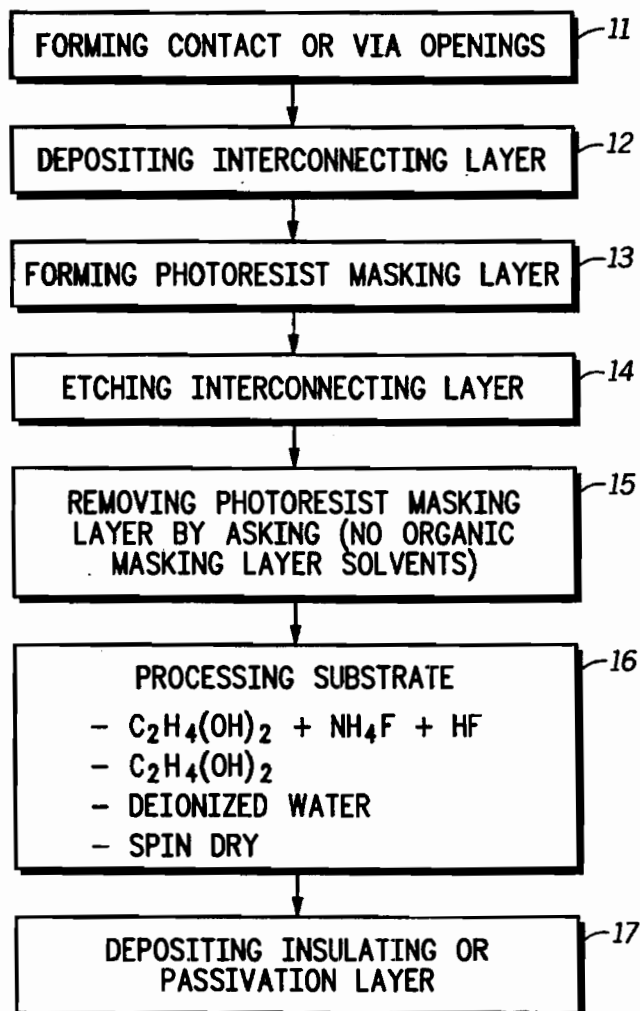 FORMING CONTACT OR VIA OPENINGS
11
DEPOSITING INTERCONNECTING LAYER
12
FORMING PHOTORESIST MASKING LAYER
13
ETCHING INTERCONNECTING LAYER
14
REMOVING PHOTORESIST MASKING
LAYER BY ASKING (NO ORGANIC
MASKING LAYER SOLVENTS)
15
PROCESSING SUBSTRATE
– C₂H₄(OH)₂ + NH₄F + HF
– C₂H₄(OH)₂
– DEIONIZED WATER
– SPIN DRY
16
DEPOSITING INSULATING OR
PASSIVATION LAYER
17